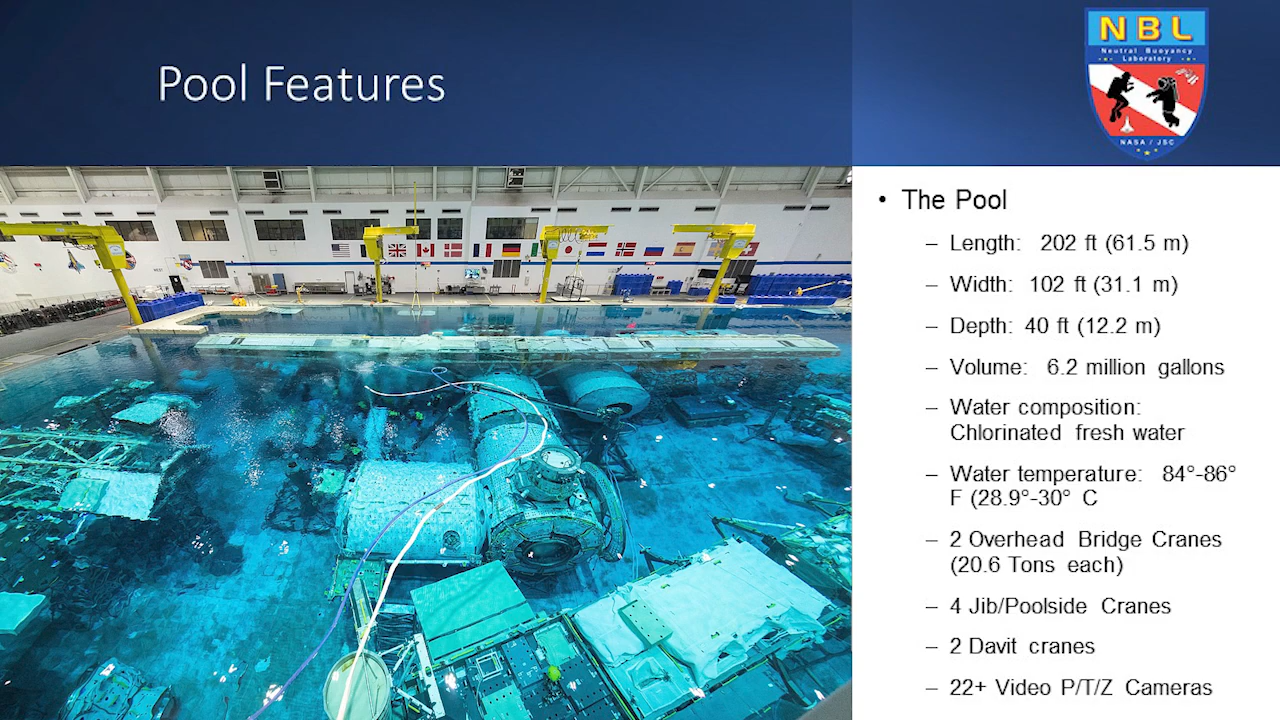 Pool Features
NBL
Neutral Buoyancy
Laboratory
NASA / JSC
• The Pool
– Length: 202 ft (61.5 m)
– Width: 102 ft (31.1 m)
– Depth: 40 ft (12.2 m)
– Volume: 6.2 million gallons
– Water composition:
Chlorinated fresh water
– Water temperature: 84°-86°
F (28.9°-30° C
– 2 Overhead Bridge Cranes
(20.6 Tons each)
– 4 Jib/Poolside Cranes
– 2 Davit cranes
– 22+ Video P/T/Z Cameras